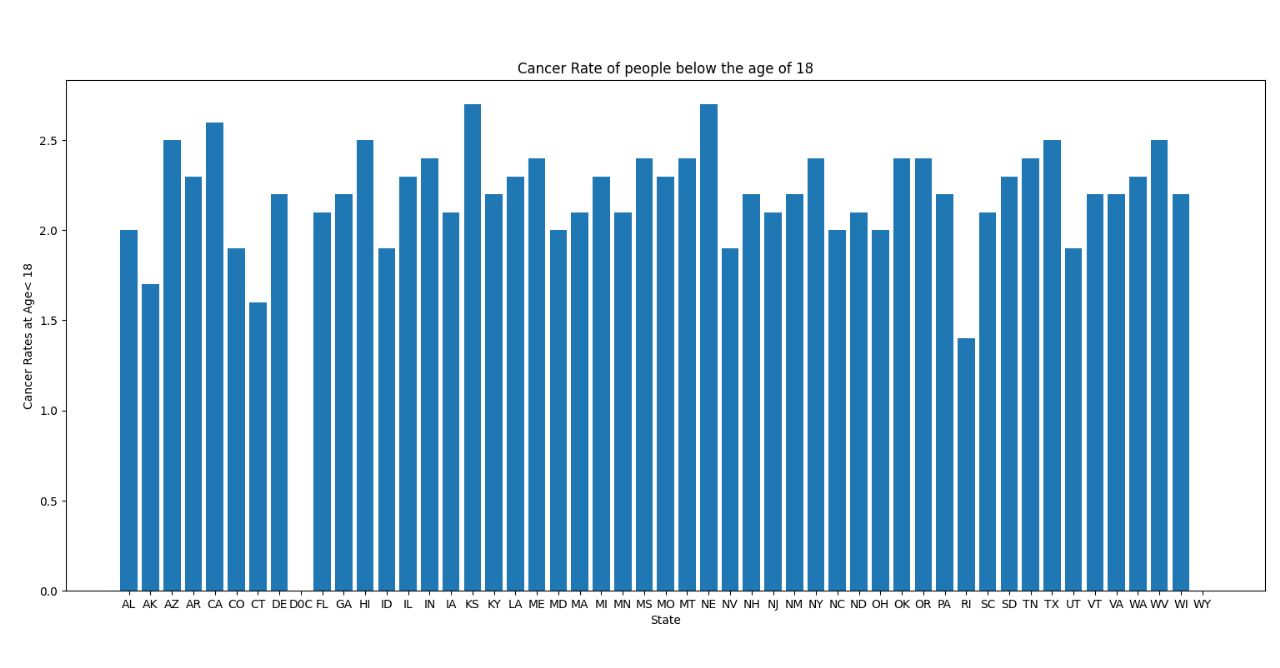 Cancer Rate of people below the age of 18
Cancer Rates at Age< 18
2.5
2.0
1.5
1.0
0.5
0.0
AL AK AZ AR CA CO CT DE D0C FL GA HI ID IL IN IA KS KY LA ME MD MA MI MN MS MO MT NE NV NH NJ NM NY NC ND OH OK OR PA RI SC SD TN TX UT VT VA WA WV WI WY
State